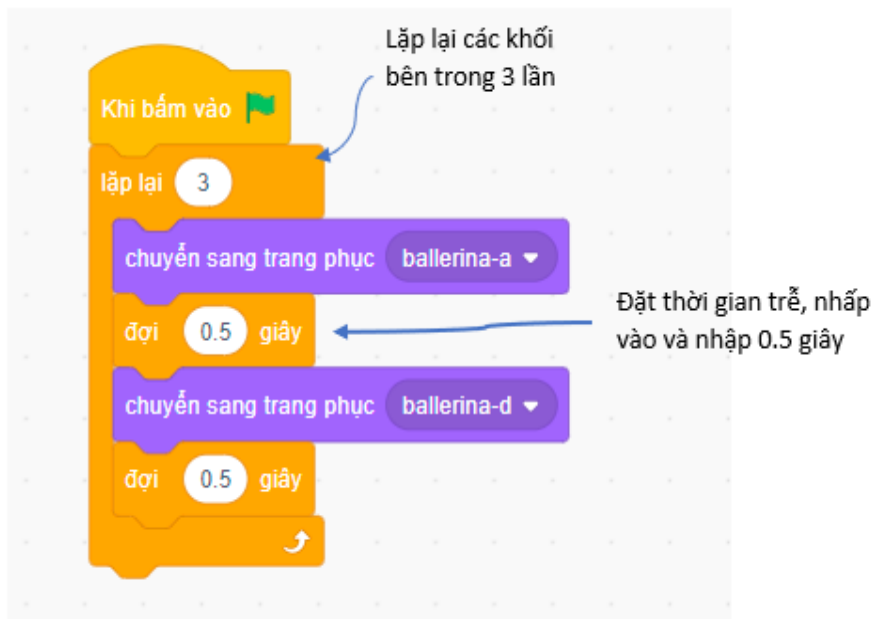 Lặp lại các khối
bên trong 3 lần
Khi bấm vào
lặp lại 3
chuyển sang trang phục ballerina-a
đợi 0.5 giây
Đặt thời gian trễ, nhấp
vào và nhập 0.5 giây
chuyển sang trang phục ballerina-d
đợi 0.5 giây